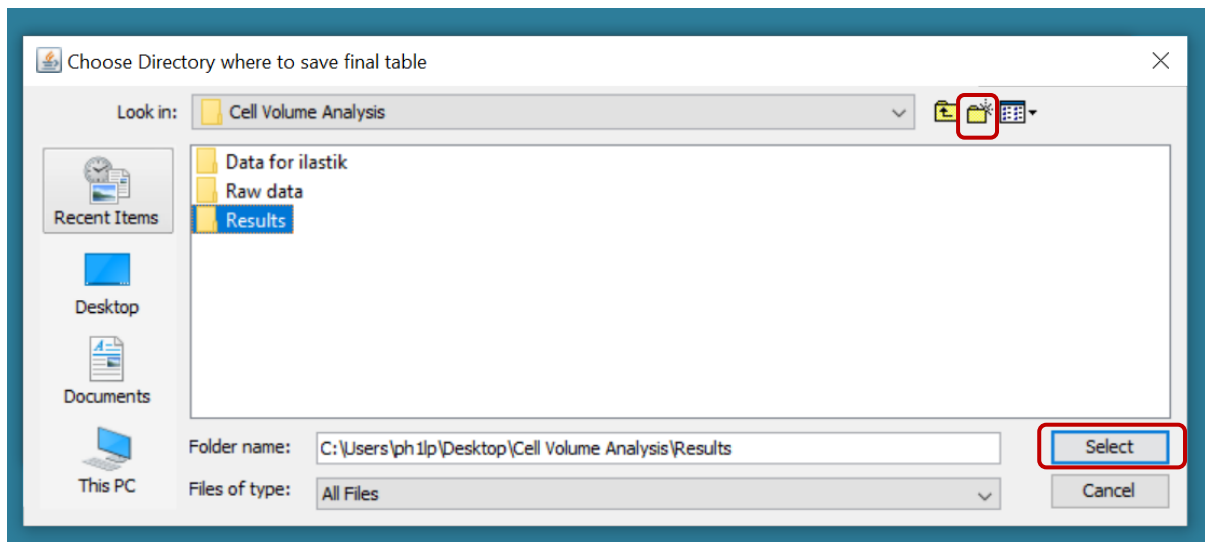 Choose Directory where to save final table
Look in: Cell Volume Analysis
Recent Items
Desktop
Documents
This PC
Data for ilastik
Raw data
Results
Folder name: C:\Users\ph1lp\Desktop\Cell Volume Analysis\Results
Select
Files of type: All Files
Cancel